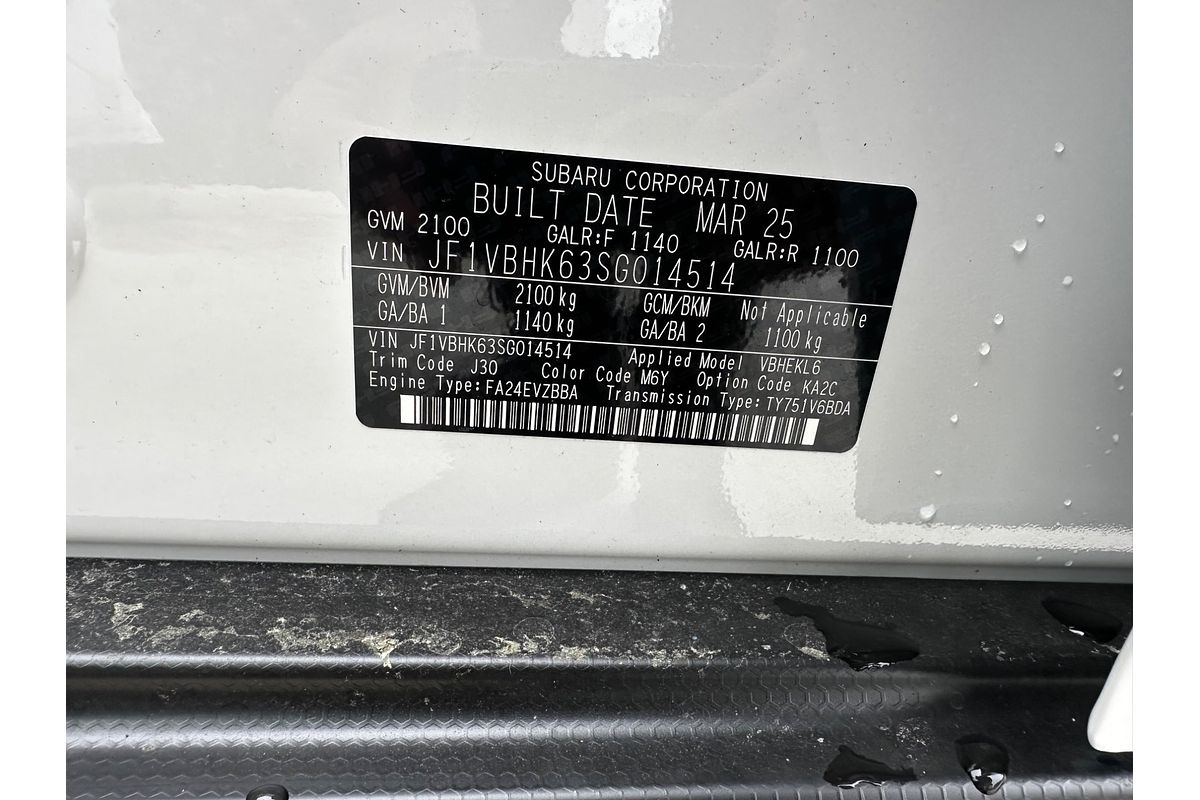 SUBARU CORPORATION
BUILT DATE MAR 25
GVM 2100 GALR:F 1140 GALR:R 1100
VIN JF1VBHK63SG014514
GVM/BVM 2100 kg GCM/BKM Not Applicable
GA/BA 1 1140 kg GA/BA 2 1100 kg
VIN JF1VBHK63SG014514 Applied Model VBHEKL6
Trim Code J30 Color Code M6Y Option Code KA2C
Engine Type:FA24EVZBBA Transmission Type:TY751V6BDA